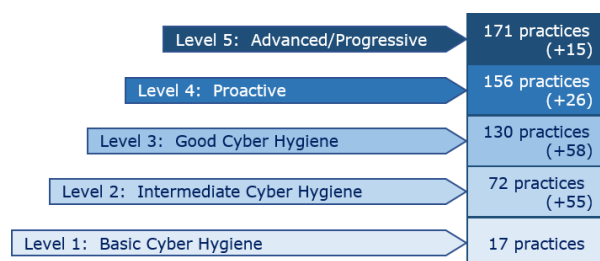 Level 5: Advanced/Progressive
171 practices
(+15)
Level 4: Proactive
156 practices
(+26)
Level 3: Good Cyber Hygiene
130 practices
(+58)
Level 2: Intermediate Cyber Hygiene
72 practices
(+55)
Level 1: Basic Cyber Hygiene
17 practices